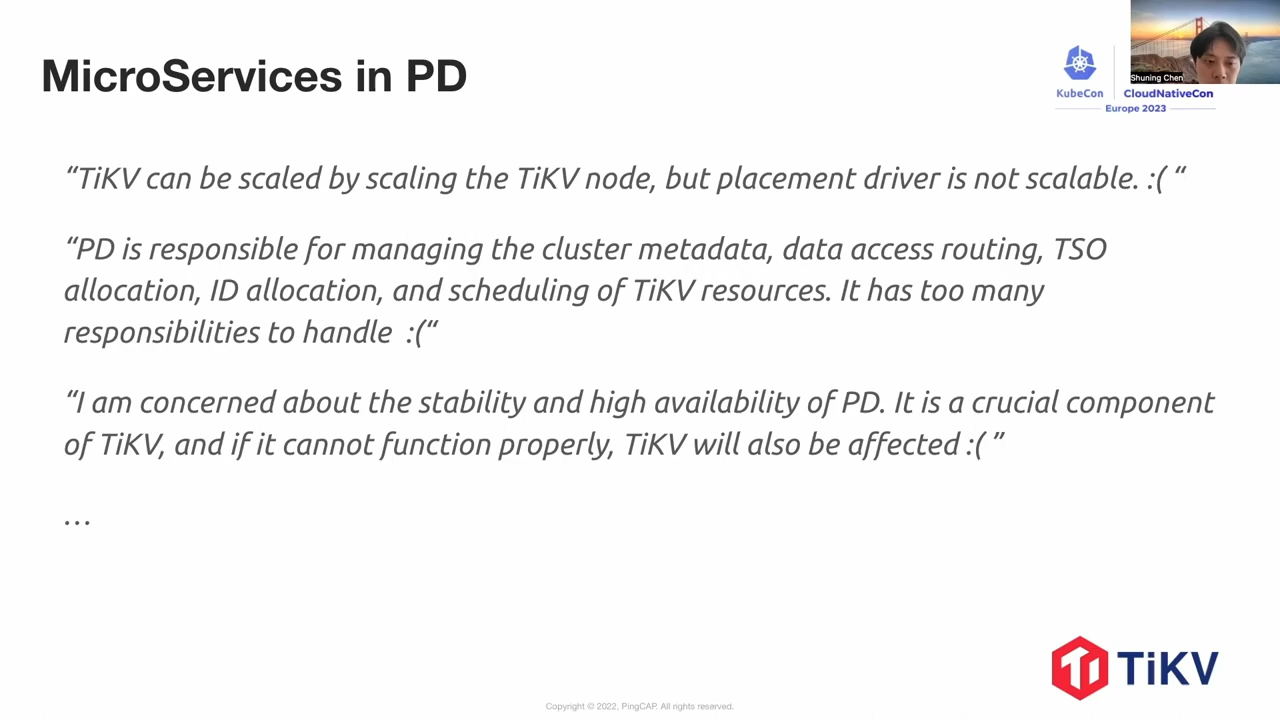 MicroServices in PD
Shuning Chen
KubeCon
CloudNativeCon
Europe 2023
“TiKV can be scaled by scaling the TiKV node, but placement driver is not scalable. :( “
“PD is responsible for managing the cluster metadata, data access routing, TSO
allocation, ID allocation, and scheduling of TiKV resources. It has too many
responsibilities to handle  :(“
“I am concerned about the stability and high availability of PD. It is a crucial component
of TiKV, and if it cannot function properly, TiKV will also be affected :( ”
...
TiKV
Copyright © 2022, PingCAP. All rights reserved.